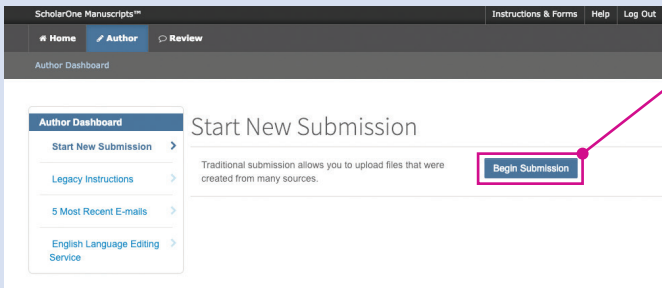 ScholarOne Manuscripts™
Instructions & Forms Help Log Out
Home Author Review
Author Dashboard
Author Dashboard
Start New Submission
Legacy Instructions
5 Most Recent E-mails
English Language Editing
Service
Start New Submission
Traditional submission allows you to upload files that were
created from many sources.
Begin Submission